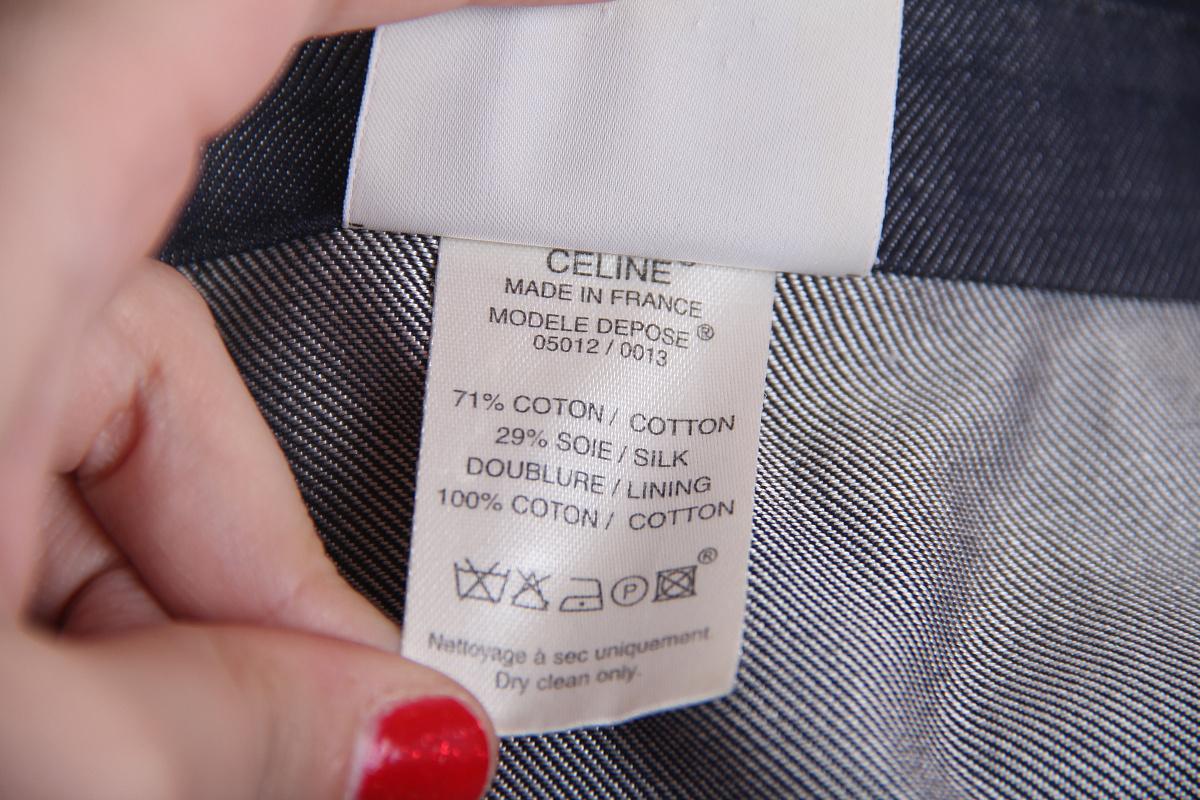 CELINE®
MADE IN FRANCE
MODELE DEPOSE ®
05012 / 0013
71% COTON / COTTON
29% SOIE / SILK
DOUBLURE / LINING
100% COTON / COTTON
P ®
Nettoyage à sec uniquement.
Dry clean only.